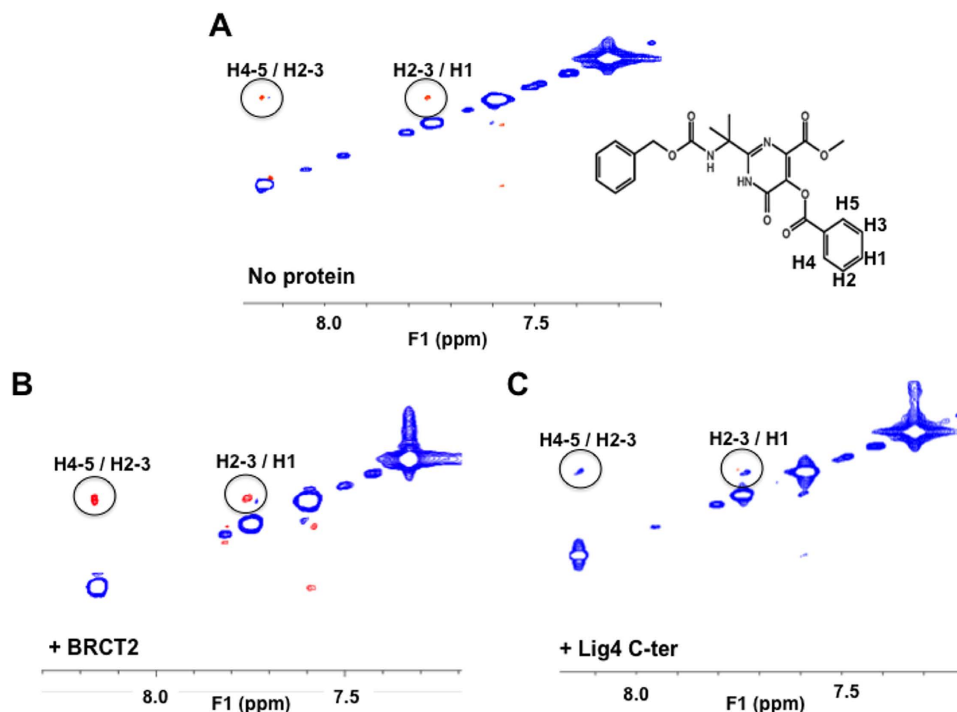 A
H4-5 / H2-3
H2-3 / H1
O
O
N
H
N
HN
O
O
O
O
O
O
H5
H3
H4
H1
H2
No protein
8.0
7.5
F1 (ppm)
B
C
H4-5 / H2-3
H2-3 / H1
H4-5 / H2-3
H2-3 / H1
+ BRCT2
+ Lig4 C-ter
8.0
7.5
F1 (ppm)
8.0
7.5
F1 (ppm)